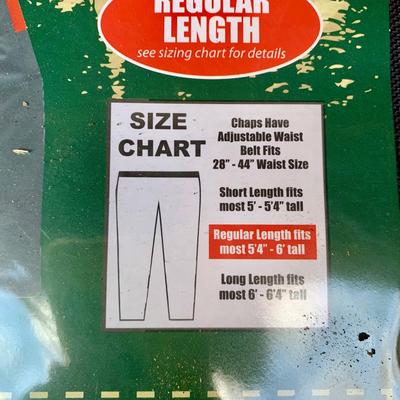 REGULAR
LENGTH
see sizing chart for details
SIZE
CHART
Chaps Have
Adjustable Waist
Belt Fits
28" - 44" Waist Size
Short Length fits
most 5' - 5'4" tall
Regular Length fits
most 5'4" - 6' tall
Long Length fits
most 6' - 6'4" tall